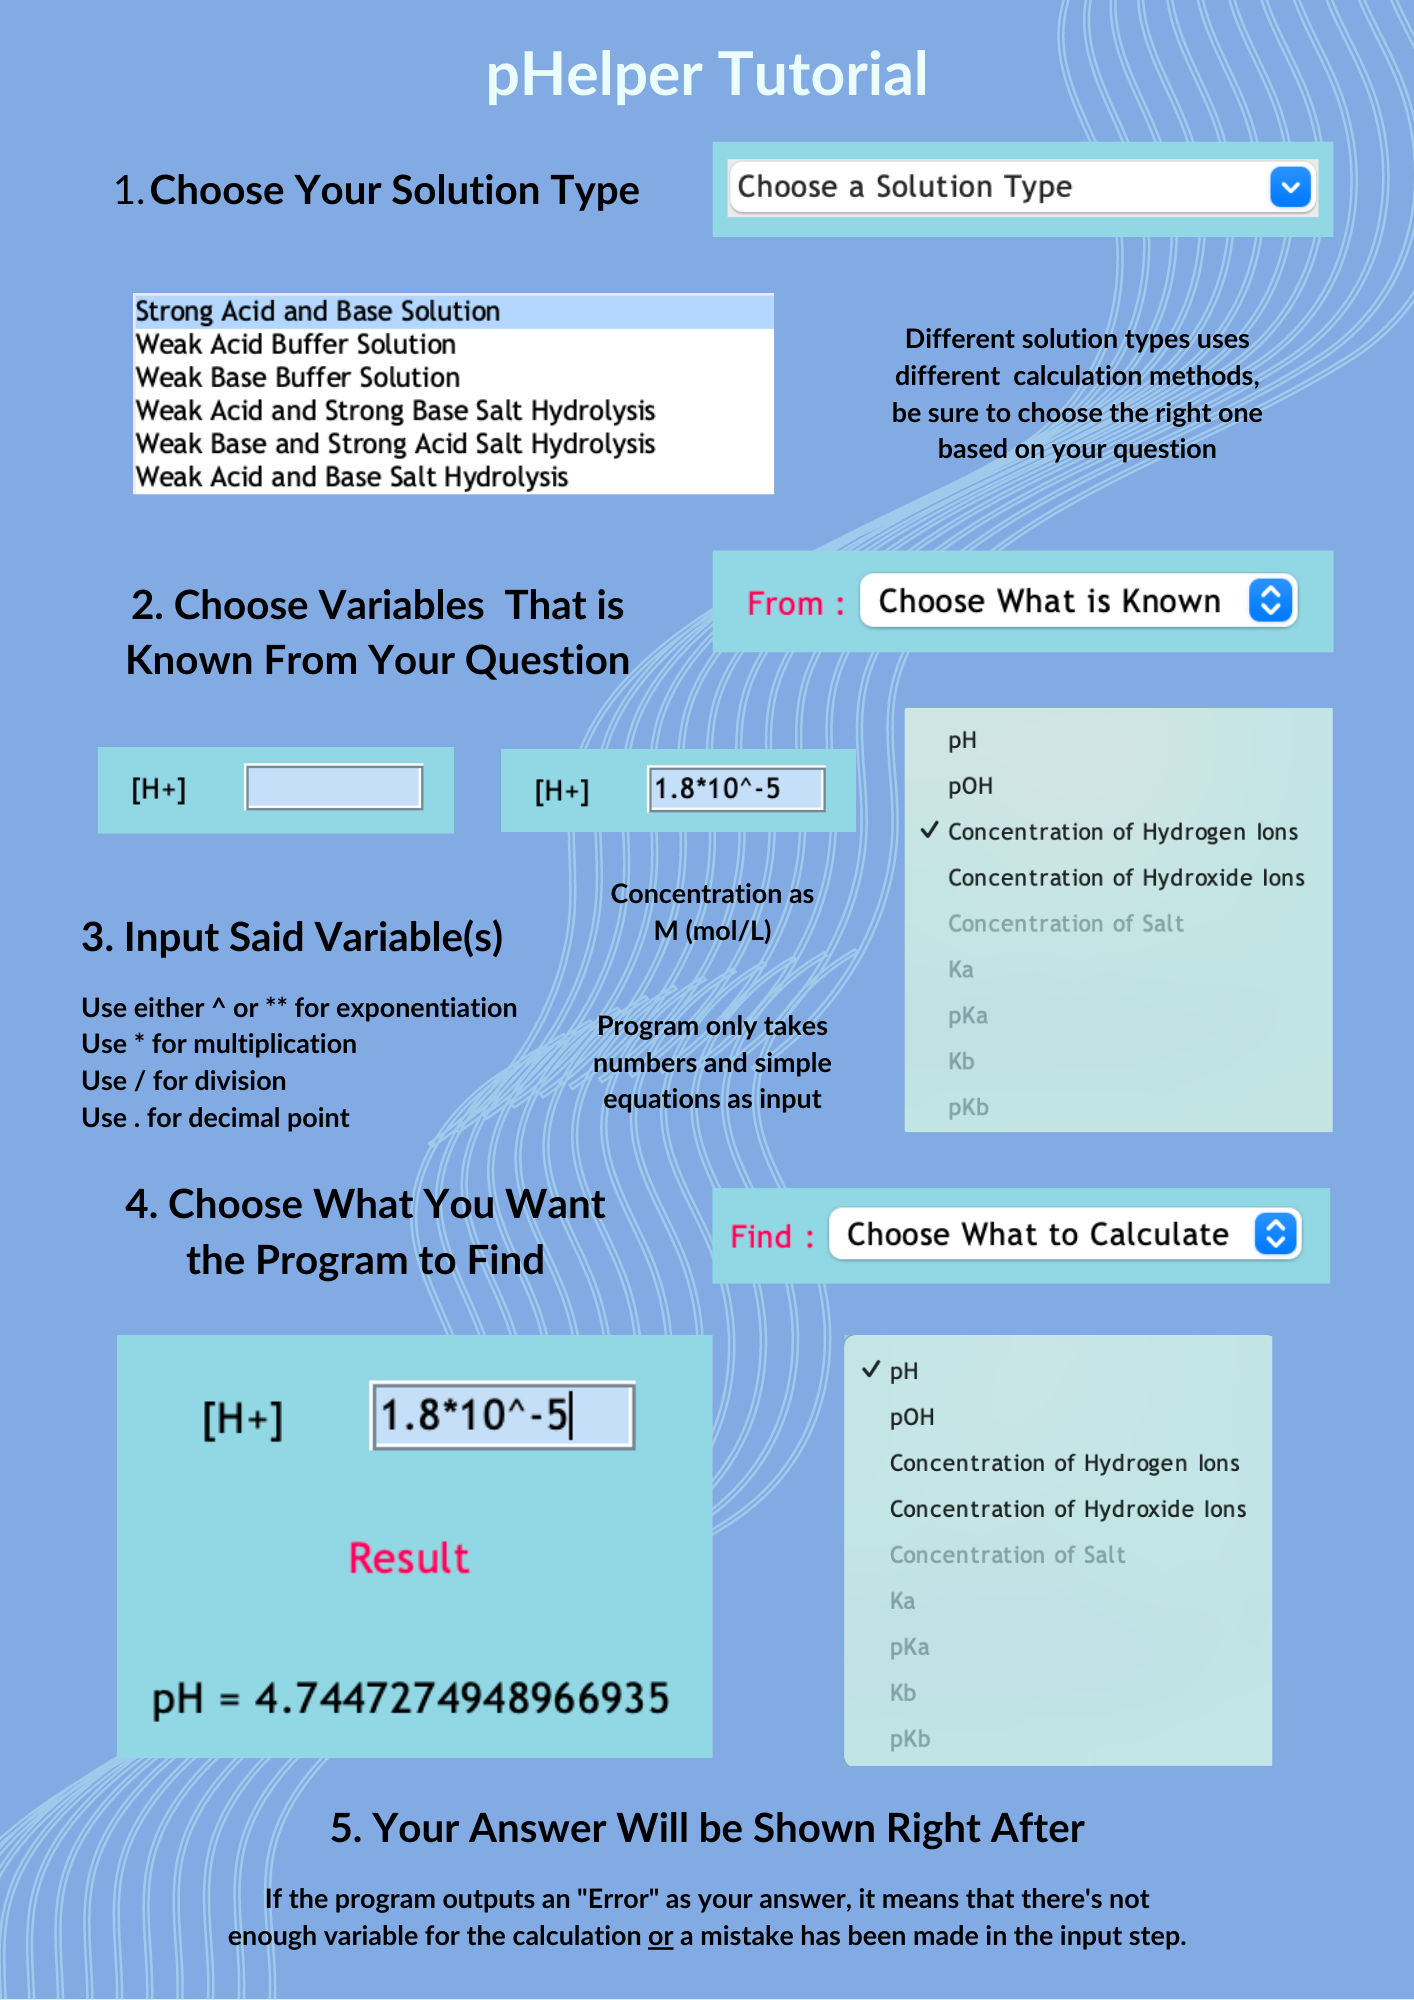 pHelper Tutorial
1. Choose Your Solution Type
Choose a Solution Type
Strong Acid and Base Solution
Weak Acid Buffer Solution
Weak Base Buffer Solution
Weak Acid and Strong Base Salt Hydrolysis
Weak Base and Strong Acid Salt Hydrolysis
Weak Acid and Base Salt Hydrolysis
Different solution types uses
different calculation methods,
be sure to choose the right one
based on your question
2. Choose Variables That is
Known From Your Question
From : Choose What is Known
[H+]
[H+] 1.8*10^-5
pH
pOH
✓ Concentration of Hydrogen Ions
Concentration of Hydroxide Ions
Concentration of Salt
Ka
pKa
Kb
pKb
Concentration as
M (mol/L)
3. Input Said Variable(s)
Use either ^ or ** for exponentiation
Use * for multiplication
Use / for division
Use . for decimal point
Program only takes
numbers and simple
equations as input
4. Choose What You Want
the Program to Find
Find : Choose What to Calculate
[H+] 1.8*10^-5
Result
pH = 4.7447274948966935
✓ pH
pOH
Concentration of Hydrogen Ions
Concentration of Hydroxide Ions
Concentration of Salt
Ka
pKa
Kb
pKb
5. Your Answer Will be Shown Right After
If the program outputs an "Error" as your answer, it means that there's not
enough variable for the calculation or a mistake has been made in the input step.